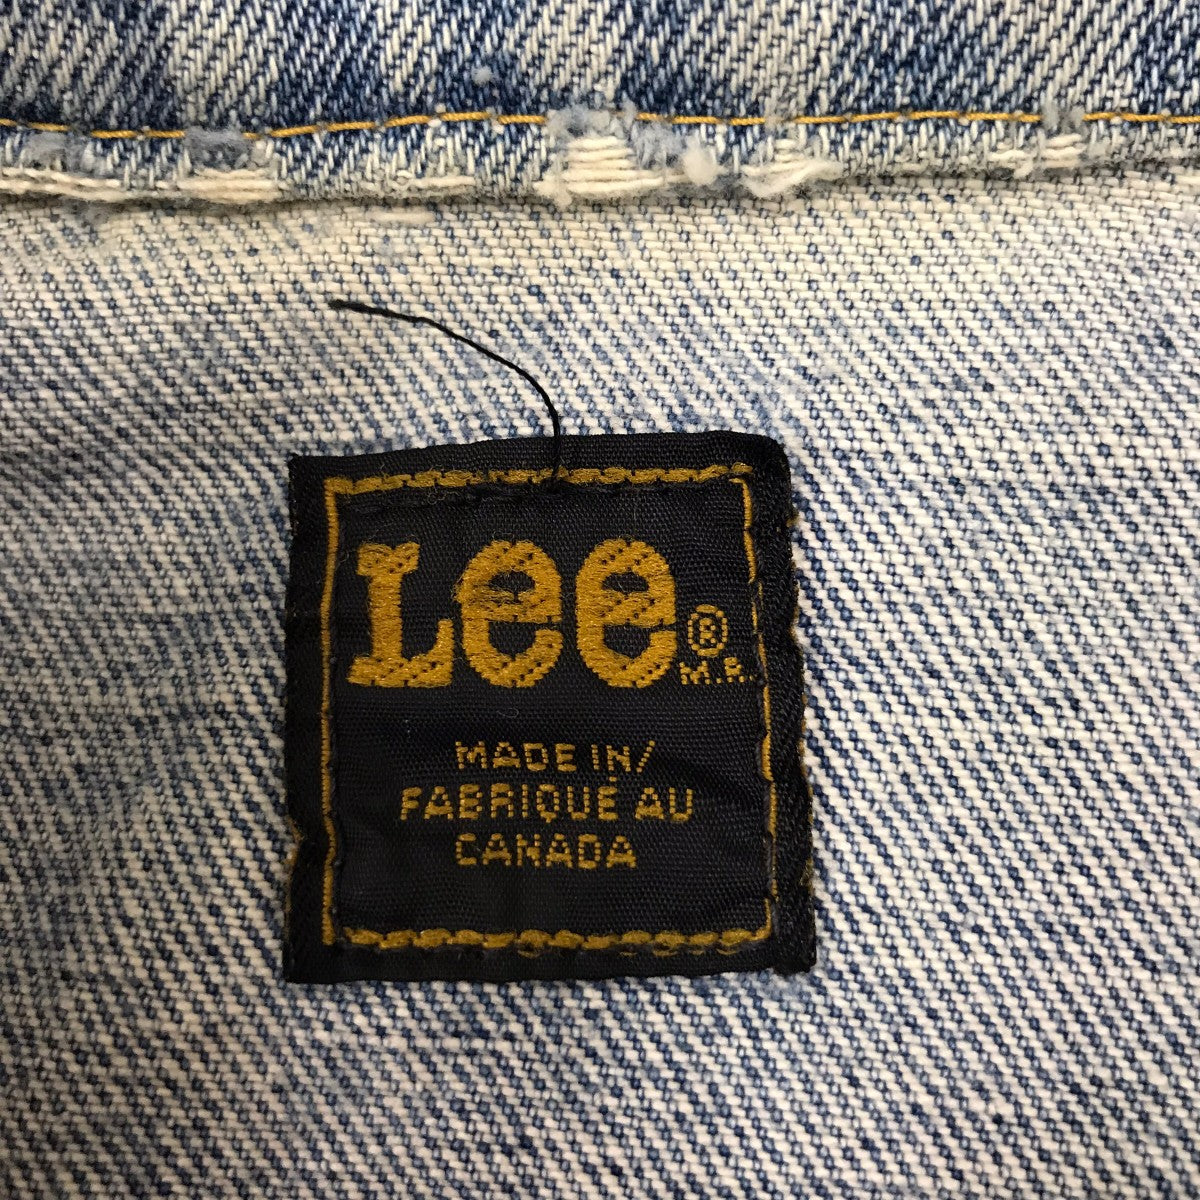 Lee®
M.R.
MADE IN/
FABRIQUÉ AU
CANADA